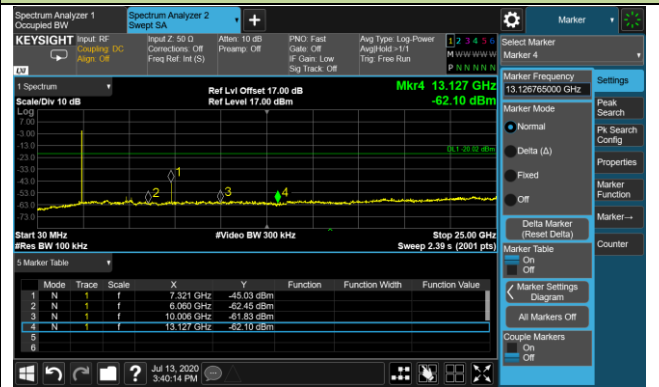 Spectrum Analyzer 1
Occupied BW
Spectrum Analyzer 2
Swept SA
Marker
KEYSIGHT
Input: RF
Coupling: DC
Align: Off
Input Z: 50 Ω
Corrections: Off
Freq Ref: Int (S)
Atten: 10 dB
Preamp: Off
PNO: Fast
Gate: Off
IF Gain: Low
Sig Track: Off
Avg Type: Log-Power
Avg|Hold:>1/1
Trig: Free Run
1 2 3 4 5 6
M W W W W W
P N N N N N
LXI
Select Marker
Marker 4
1 Spectrum
Scale/Div 10 dB
Ref Lvl Offset 17.00 dB
Ref Level 17.00 dBm
Mkr4 13.127 GHz
-62.10 dBm
Log
7.00
-3.00
-13.0
-23.0
-33.0
-43.0
-53.0
-63.0
-73.0
DL1 -20.02 dBm
1
2
3
4
Start 30 MHz
#Res BW 100 kHz
#Video BW 300 kHz
Stop 25.00 GHz
Sweep 2.39 s (2001 pts)
5 Marker Table
Mode Trace Scale X Y Function Function Width Function Value
1 N 1 f 7.321 GHz -45.03 dBm
2 N 1 f 6.060 GHz -62.45 dBm
3 N 1 f 10.006 GHz -61.83 dBm
4 N 1 f 13.127 GHz -62.10 dBm
5
6
Marker Frequency
13.126765000 GHz
Marker Mode
Normal
Delta (Δ)
Fixed
Off
Delta Marker
(Reset Delta)
Marker Table
On
Off
Marker Settings
Diagram
All Markers Off
Couple Markers
On
Off
Settings
Peak
Search
Pk Search
Config
Properties
Marker
Function
Marker→
Counter
?
Jul 13, 2020
3:40:14 PM